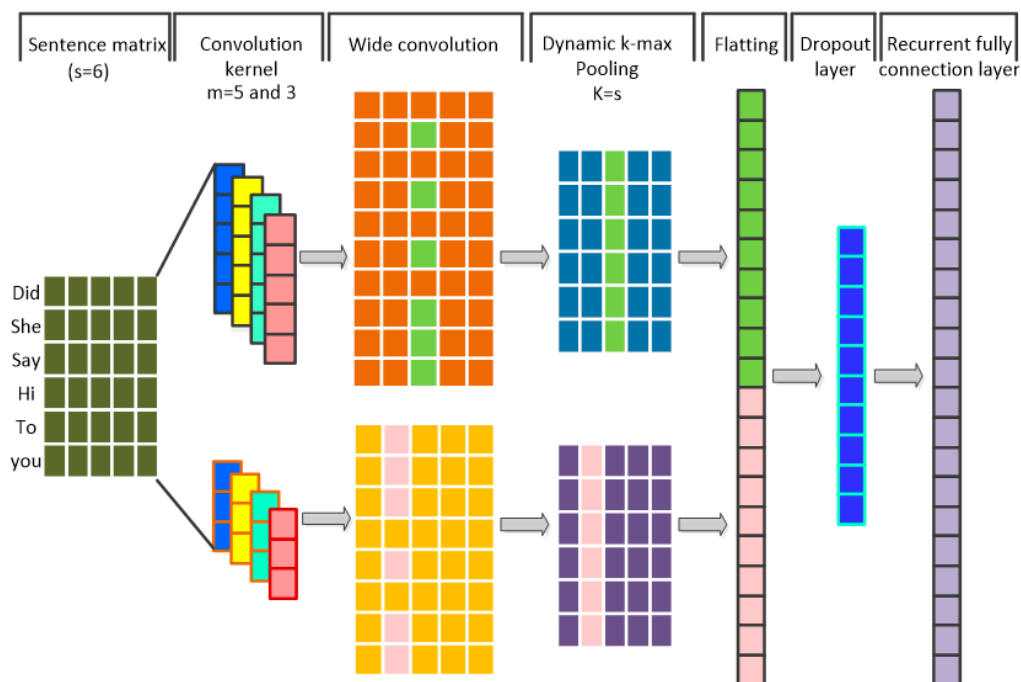 Sentence matrix
(s=6)
Convolution
kernel
m=5 and 3
Wide convolution
Dynamic k-max
Pooling
K=s
Flatting
Dropout
layer
Recurrent fully
connection layer
Did
She
Say
Hi
To
you